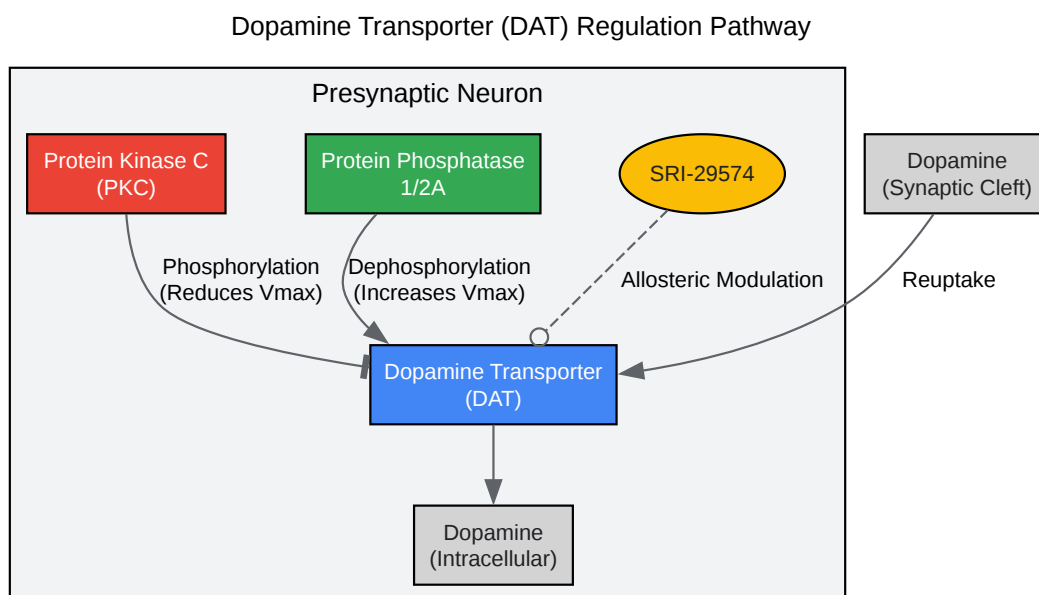 Dopamine Transporter (DAT) Regulation Pathway
Presynaptic Neuron
Protein Kinase C
(PKC)
Protein Phosphatase
1/2A
SRI-29574
Dopamine
(Synaptic Cleft)
Phosphorylation
(Reduces Vmax)
Dephosphorylation
(Increases Vmax)
Allosteric Modulation
Reuptake
Dopamine Transporter
(DAT)
Dopamine
(Intracellular)